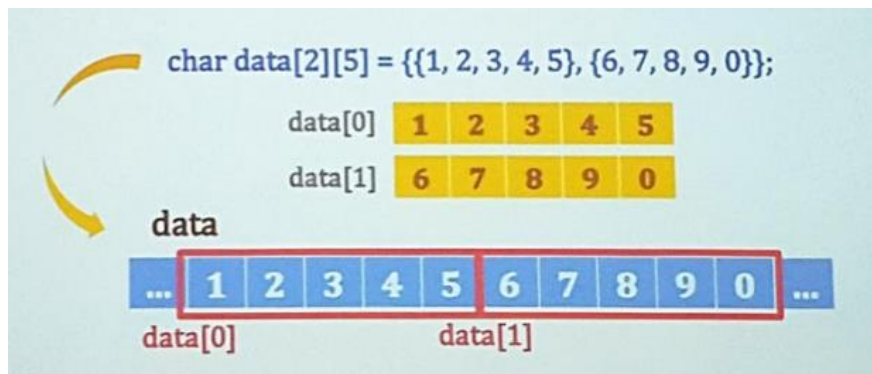 char data[2][5] = {{1, 2, 3, 4, 5}, {6, 7, 8, 9, 0}};
data[0] 1 2 3 4 5
data[1] 6 7 8 9 0
data
... 1 2 3 4 5 6 7 8 9 0 ...
data[0] data[1]